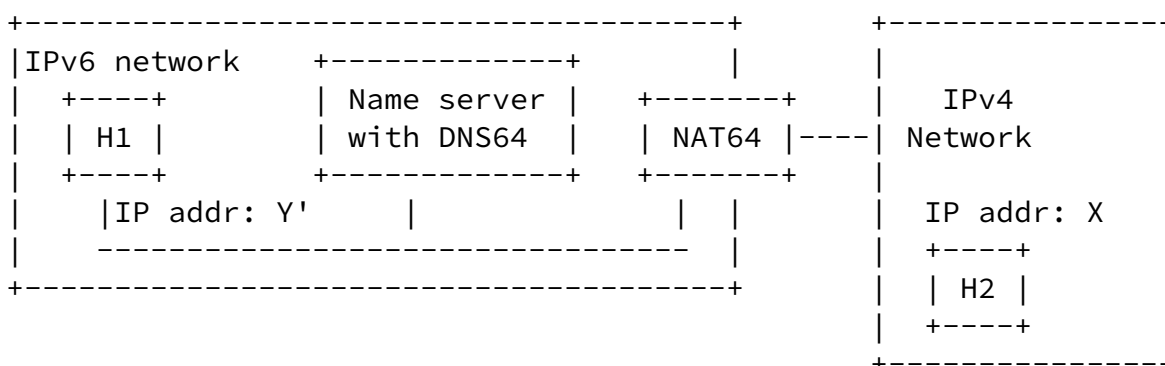 IPv6 network
Name server IPv4
H1 with DNS64 NAT64 Network
IP addr: Y' IP addr: X
H2